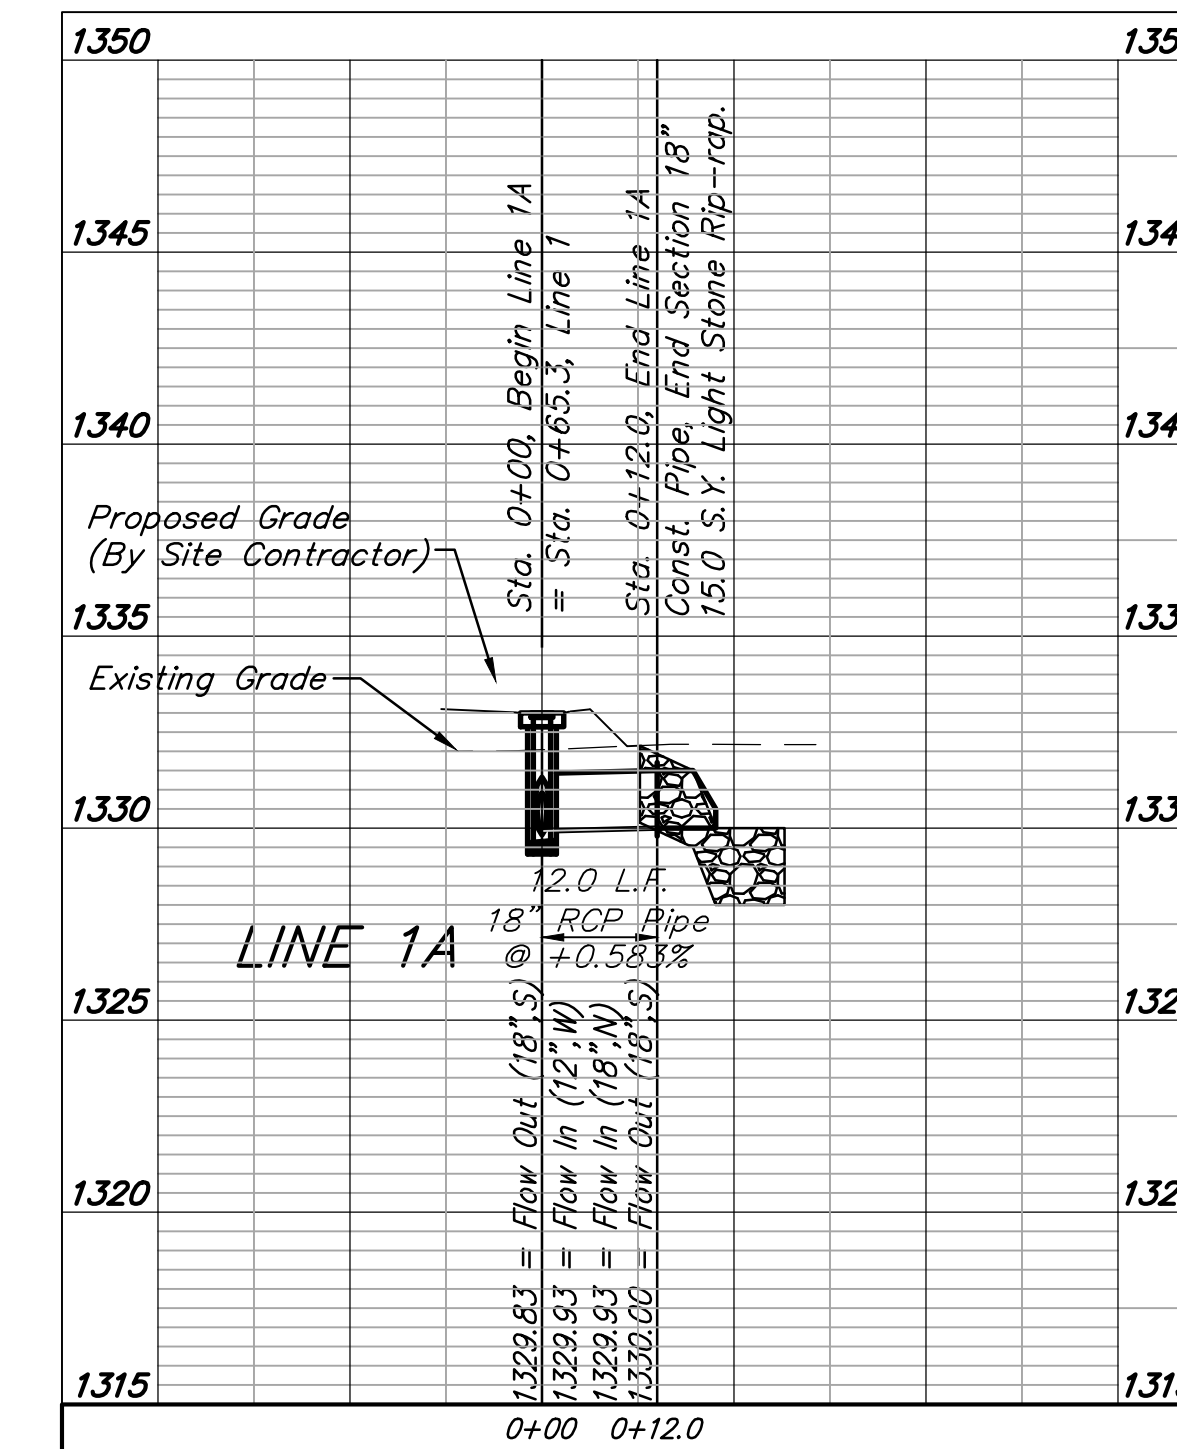 1350
135
Sta. 0+00, Begin Line 1A
= Sta. 0+65.3, Line 1
Sta. 0+12.0, End Line 1A
Const. Pipe, End Section 18"
15.0 S.Y. Light Stone Rip-rap.
1345
134
1340
134
Proposed Grade
(By Site Contractor)
1335
133
Existing Grade
1330
133
12.0 L.F.
18" RCP Pipe
@ +0.583%
LINE 1A
1325
132
1329.83 = Flow Out (18",S)
1329.93 = Flow In (12",W)
1329.93 = Flow In (18",N)
1330.00 = Flow Out (18",S)
1320
132
1315
131
0+00 0+12.0